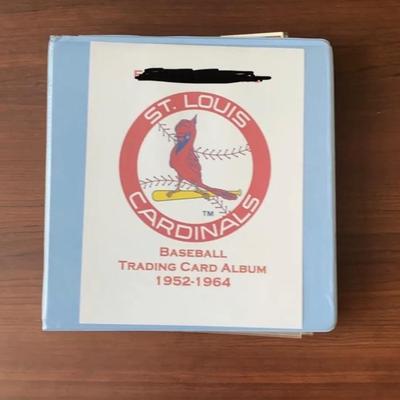 ST. LOUIS
CARDINALS
TM
BASEBALL
TRADING CARD ALBUM
1952-1964